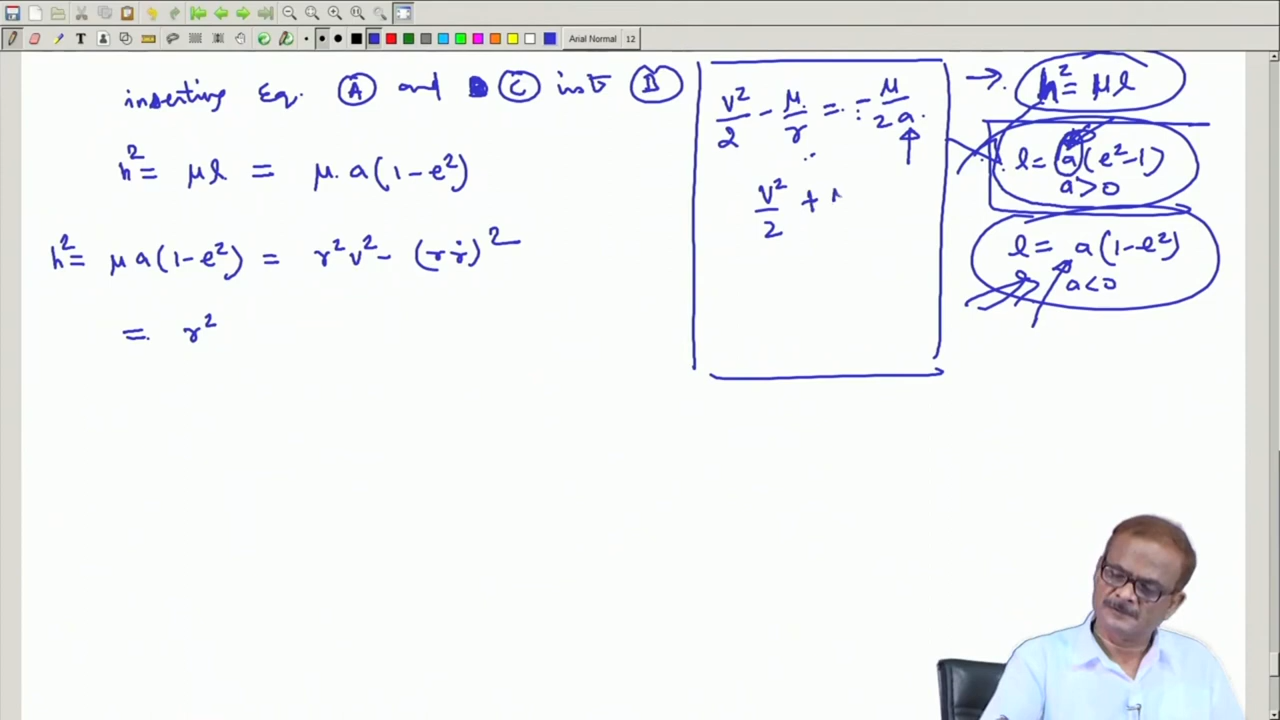 Arial Normal 12
inserting Eq. Ⓐ and Ⓒ into Ⓓ
h² = μl = μ.a(1-e²)
h² = μa(1-e²) = r²v² - (rṙ)²
= r²
v²/2 - μ/r = - μ/2a.
v²/2 +
→ h² = μl
l = a(e²-1)
a>0
l = a(1-e²)
a<0